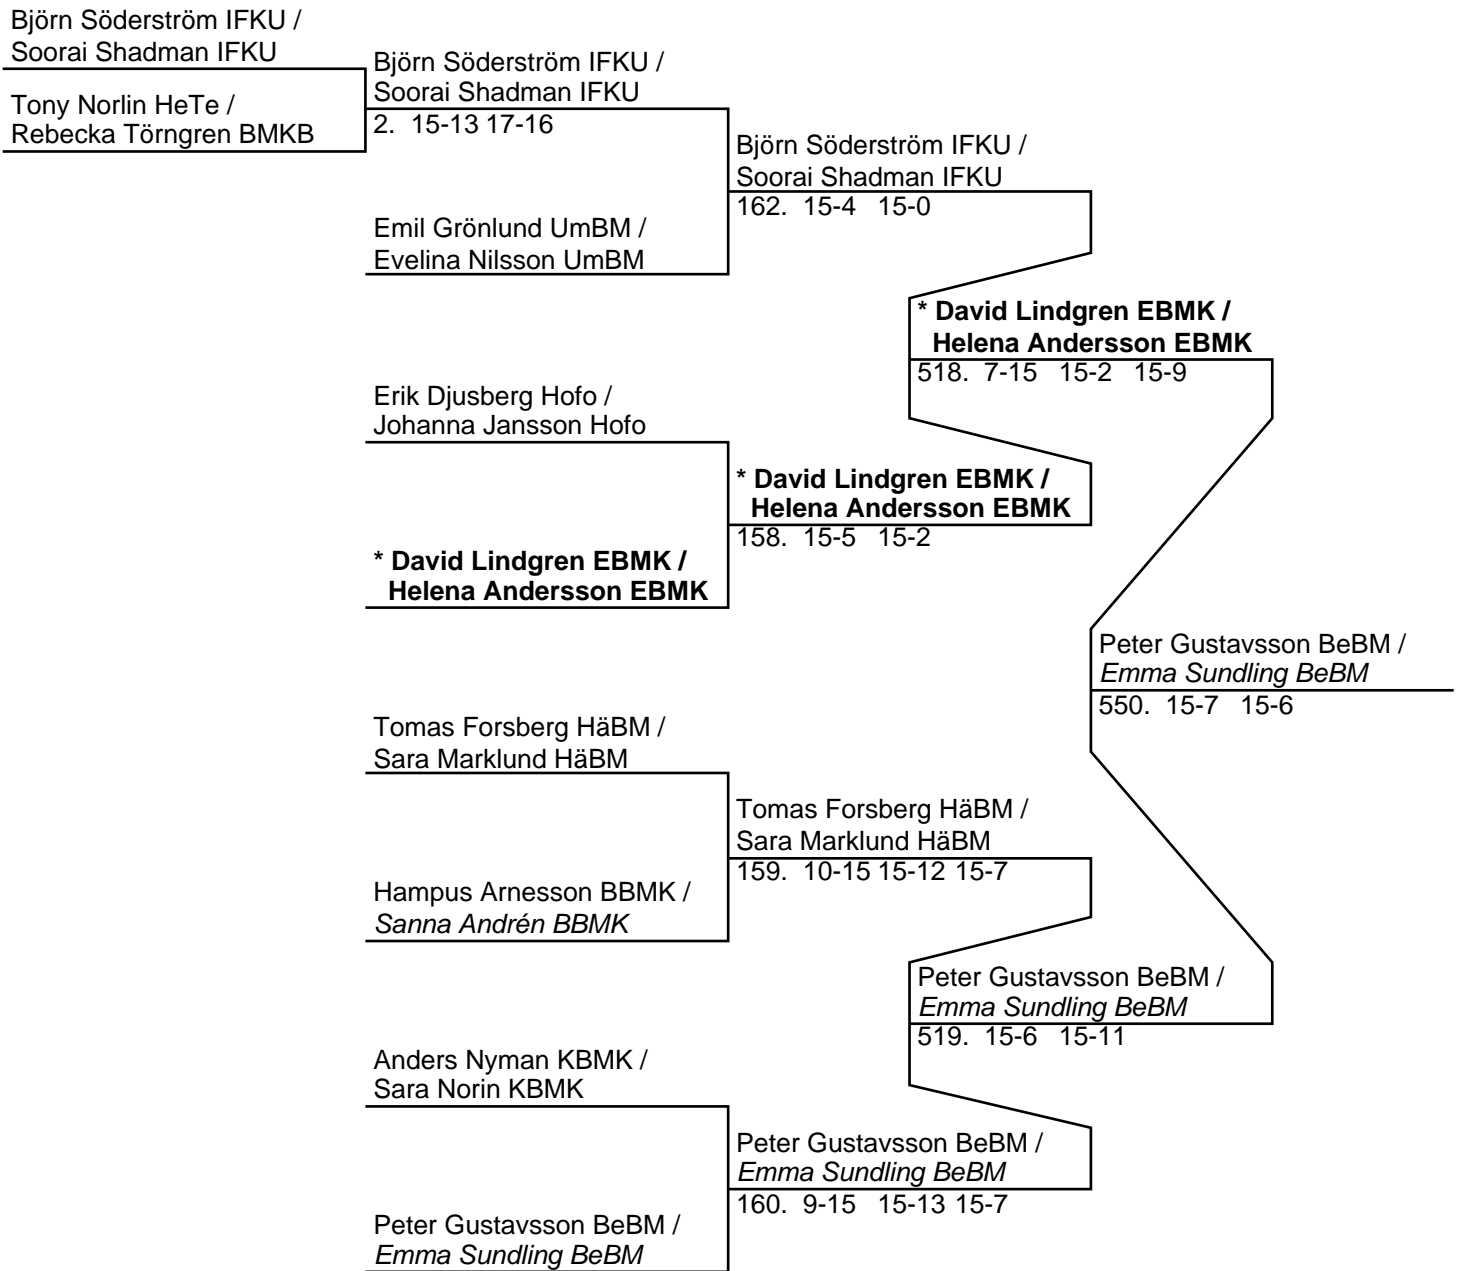 Björn Söderström IFKU /
Soorai Shadman IFKU
Tony Norlin HeTe /
Rebecka Törngren BMKB
Björn Söderström IFKU /
Soorai Shadman IFKU
2. 15-13 17-16
Emil Grönlund UmBM /
Evelina Nilsson UmBM
Björn Söderström IFKU /
Soorai Shadman IFKU
162. 15-4 15-0
Erik Djusberg Hofo /
Johanna Jansson Hofo
* David Lindgren EBMK /
Helena Andersson EBMK
* David Lindgren EBMK /
Helena Andersson EBMK
158. 15-5 15-2
* David Lindgren EBMK /
Helena Andersson EBMK
518. 7-15 15-2 15-9
Tomas Forsberg HäBM /
Sara Marklund HäBM
Hampus Arnesson BBMK /
Sanna Andrén BBMK
Tomas Forsberg HäBM /
Sara Marklund HäBM
159. 10-15 15-12 15-7
Anders Nyman KBMK /
Sara Norin KBMK
Peter Gustavsson BeBM /
Emma Sundling BeBM
Peter Gustavsson BeBM /
Emma Sundling BeBM
160. 9-15 15-13 15-7
Peter Gustavsson BeBM /
Emma Sundling BeBM
519. 15-6 15-11
Peter Gustavsson BeBM /
Emma Sundling BeBM
550. 15-7 15-6